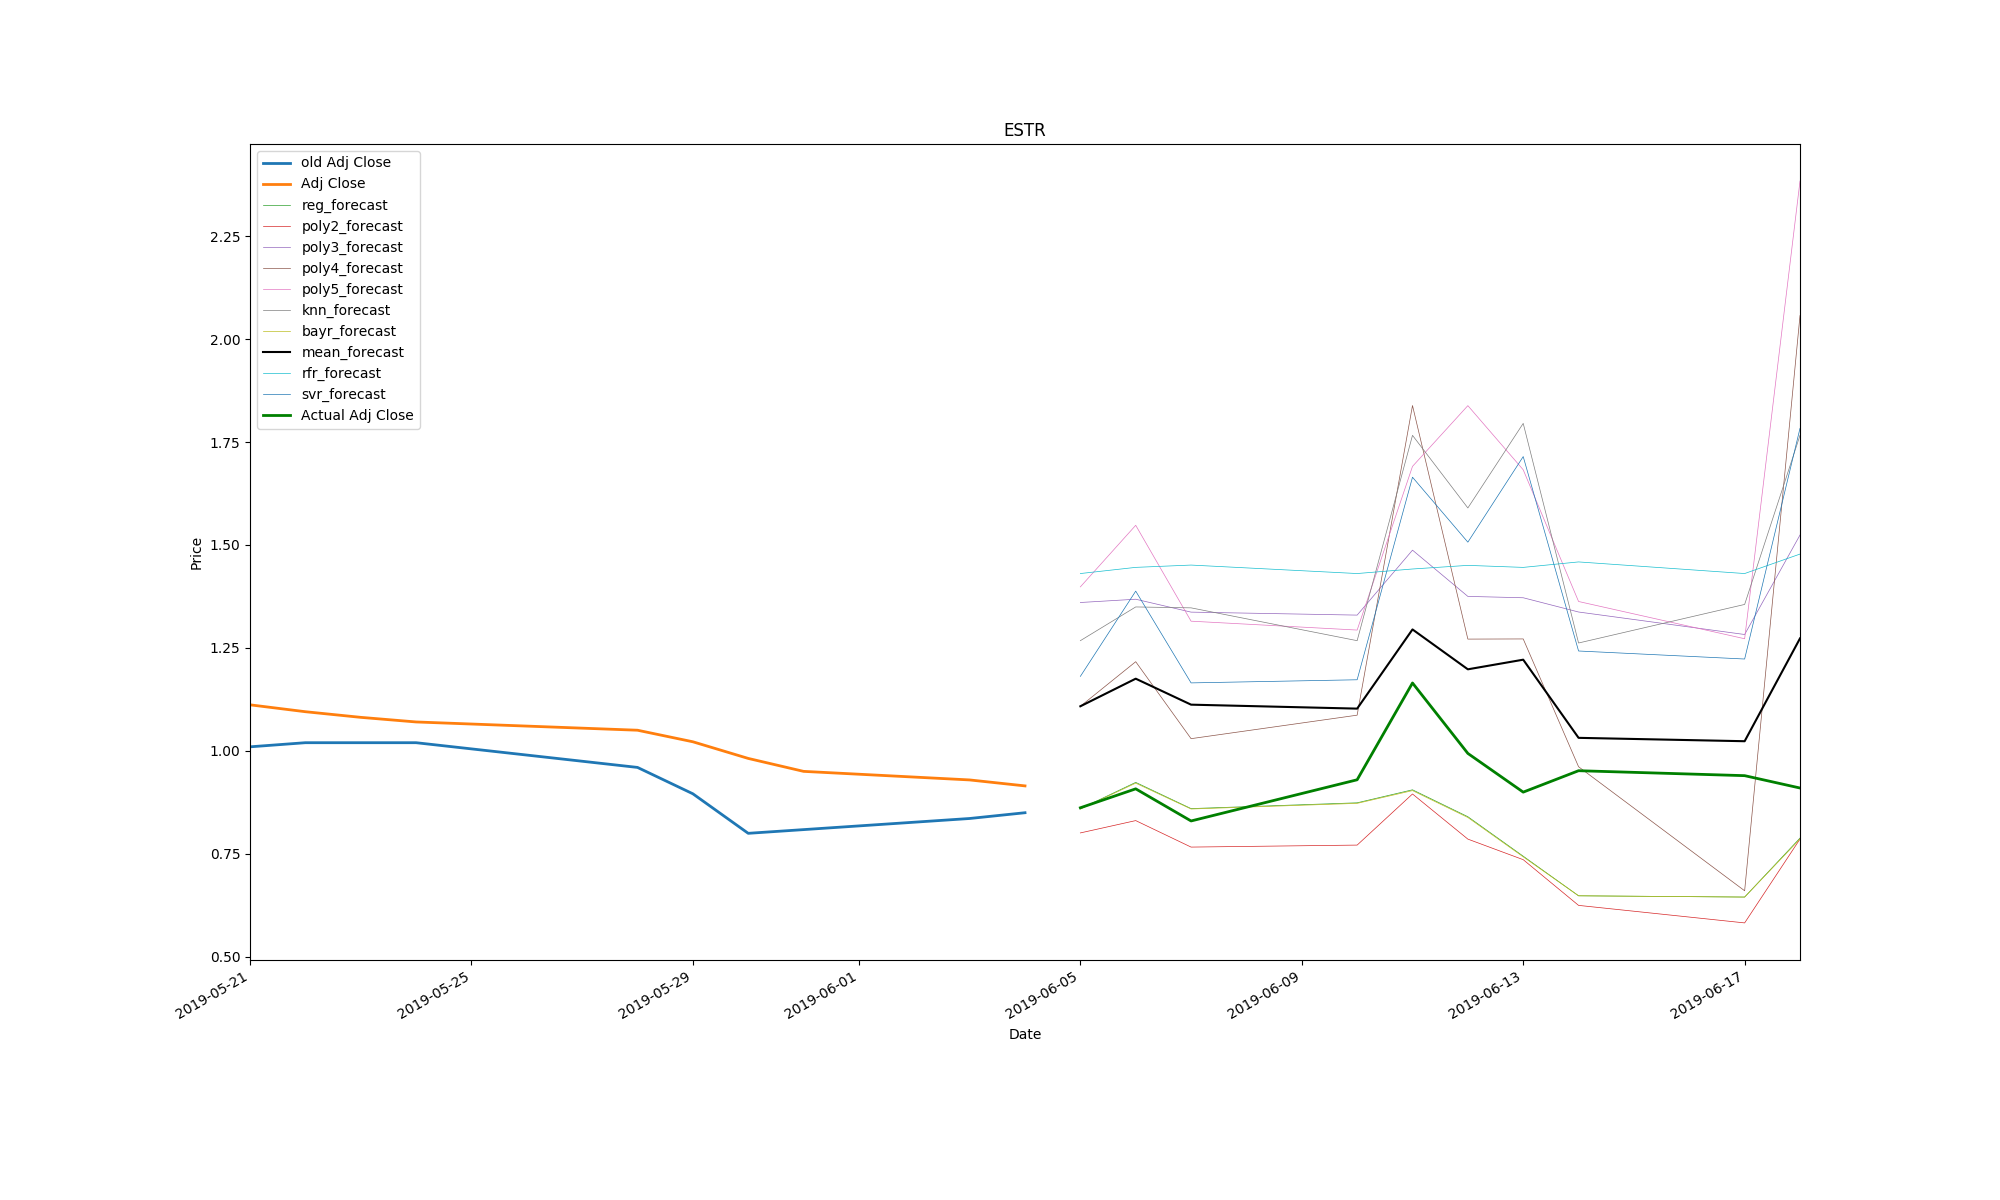 ESTR
old Adj Close
Adj Close
reg_forecast
poly2_forecast
poly3_forecast
poly4_forecast
poly5_forecast
knn_forecast
bayr_forecast
mean_forecast
rfr_forecast
svr_forecast
Actual Adj Close
2.25
2.00
1.75
1.50
1.25
1.00
0.75
0.50
Price
2019-05-21
2019-05-25
2019-05-29
2019-06-01
2019-06-05
2019-06-09
2019-06-13
2019-06-17
Date